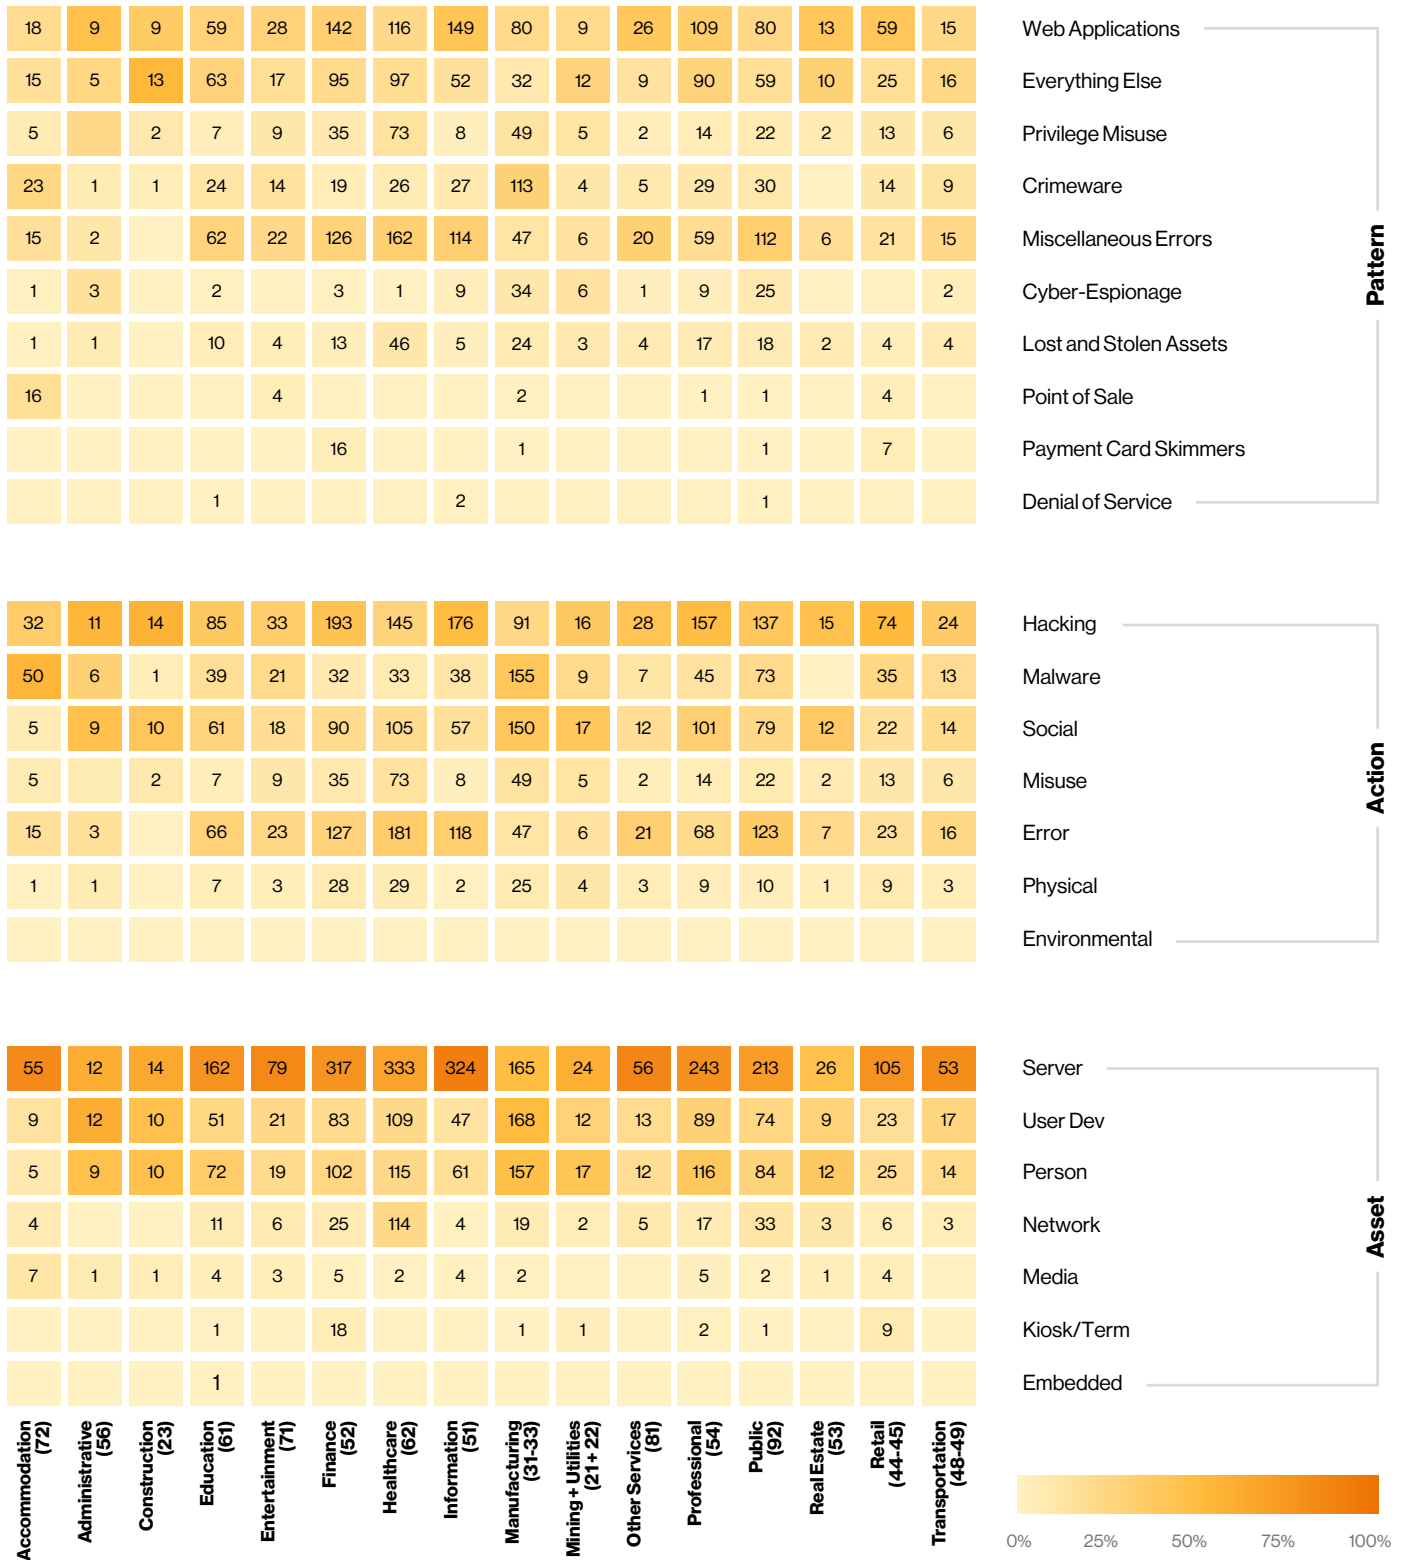 18 9 9 59 28 142 116 149 80 9 26 109 80 13 59 15 Web Applications
15 5 13 63 17 95 97 52 32 12 9 90 59 10 25 16 Everything Else
5 2 7 9 35 73 8 49 5 2 14 22 2 13 6 Privilege Misuse
23 1 1 24 14 19 26 27 113 4 5 29 30 14 9 Crimeware
15 2 62 22 126 162 114 47 6 20 59 112 6 21 15 Miscellaneous Errors
1 3 2 3 1 9 34 6 1 9 25 2 Cyber-Espionage
1 1 10 4 13 46 5 24 3 4 17 18 2 4 4 Lost and Stolen Assets
16 4 2 1 1 4 Point of Sale
16 1 1 7 Payment Card Skimmers
1 2 1 Denial of Service
Pattern
32 11 14 85 33 193 145 176 91 16 28 157 137 15 74 24 Hacking
50 6 1 39 21 32 33 38 155 9 7 45 73 35 13 Malware
5 9 10 61 18 90 105 57 150 17 12 101 79 12 22 14 Social
5 2 7 9 35 73 8 49 5 2 14 22 2 13 6 Misuse
15 3 66 23 127 181 118 47 6 21 68 123 7 23 16 Error
1 1 7 3 28 29 2 25 4 3 9 10 1 9 3 Physical
Environmental
Action
55 12 14 162 79 317 333 324 165 24 56 243 213 26 105 53 Server
9 12 10 51 21 83 109 47 168 12 13 89 74 9 23 17 User Dev
5 9 10 72 19 102 115 61 157 17 12 116 84 12 25 14 Person
4 11 6 25 114 4 19 2 5 17 33 3 6 3 Network
7 1 1 4 3 5 2 4 2 5 2 1 4 Media
1 18 1 1 2 1 9 Kiosk/Term
1 Embedded
Asset
Accommodation
(72)
Administrative
(56)
Construction
(23)
Education
(61)
Entertainment
(71)
Finance
(52)
Healthcare
(62)
Information
(51)
Manufacturing
(31-33)
Mining + Utilities
(21 + 22)
Other Services
(81)
Professional
(54)
Public
(92)
Real Estate
(53)
Retail
(44-45)
Transportation
(48-49)
0% 25% 50% 75% 100%